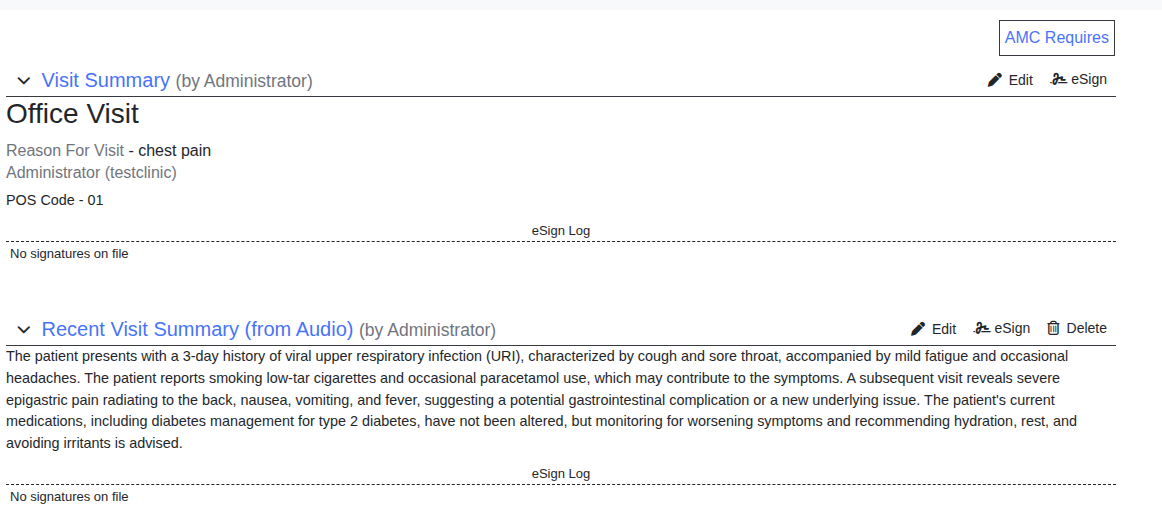 AMC Requires
Visit Summary (by Administrator)
Edit eSign
Office Visit
Reason For Visit - chest pain
Administrator (testclinic)
POS Code - 01
eSign Log
No signatures on file
Recent Visit Summary (from Audio) (by Administrator)
Edit eSign Delete
The patient presents with a 3-day history of viral upper respiratory infection (URI), characterized by cough and sore throat, accompanied by mild fatigue and occasional
headaches. The patient reports smoking low-tar cigarettes and occasional paracetamol use, which may contribute to the symptoms. A subsequent visit reveals severe
epigastric pain radiating to the back, nausea, vomiting, and fever, suggesting a potential gastrointestinal complication or a new underlying issue. The patient's current
medications, including diabetes management for type 2 diabetes, have not been altered, but monitoring for worsening symptoms and recommending hydration, rest, and
avoiding irritants is advised.
eSign Log
No signatures on file